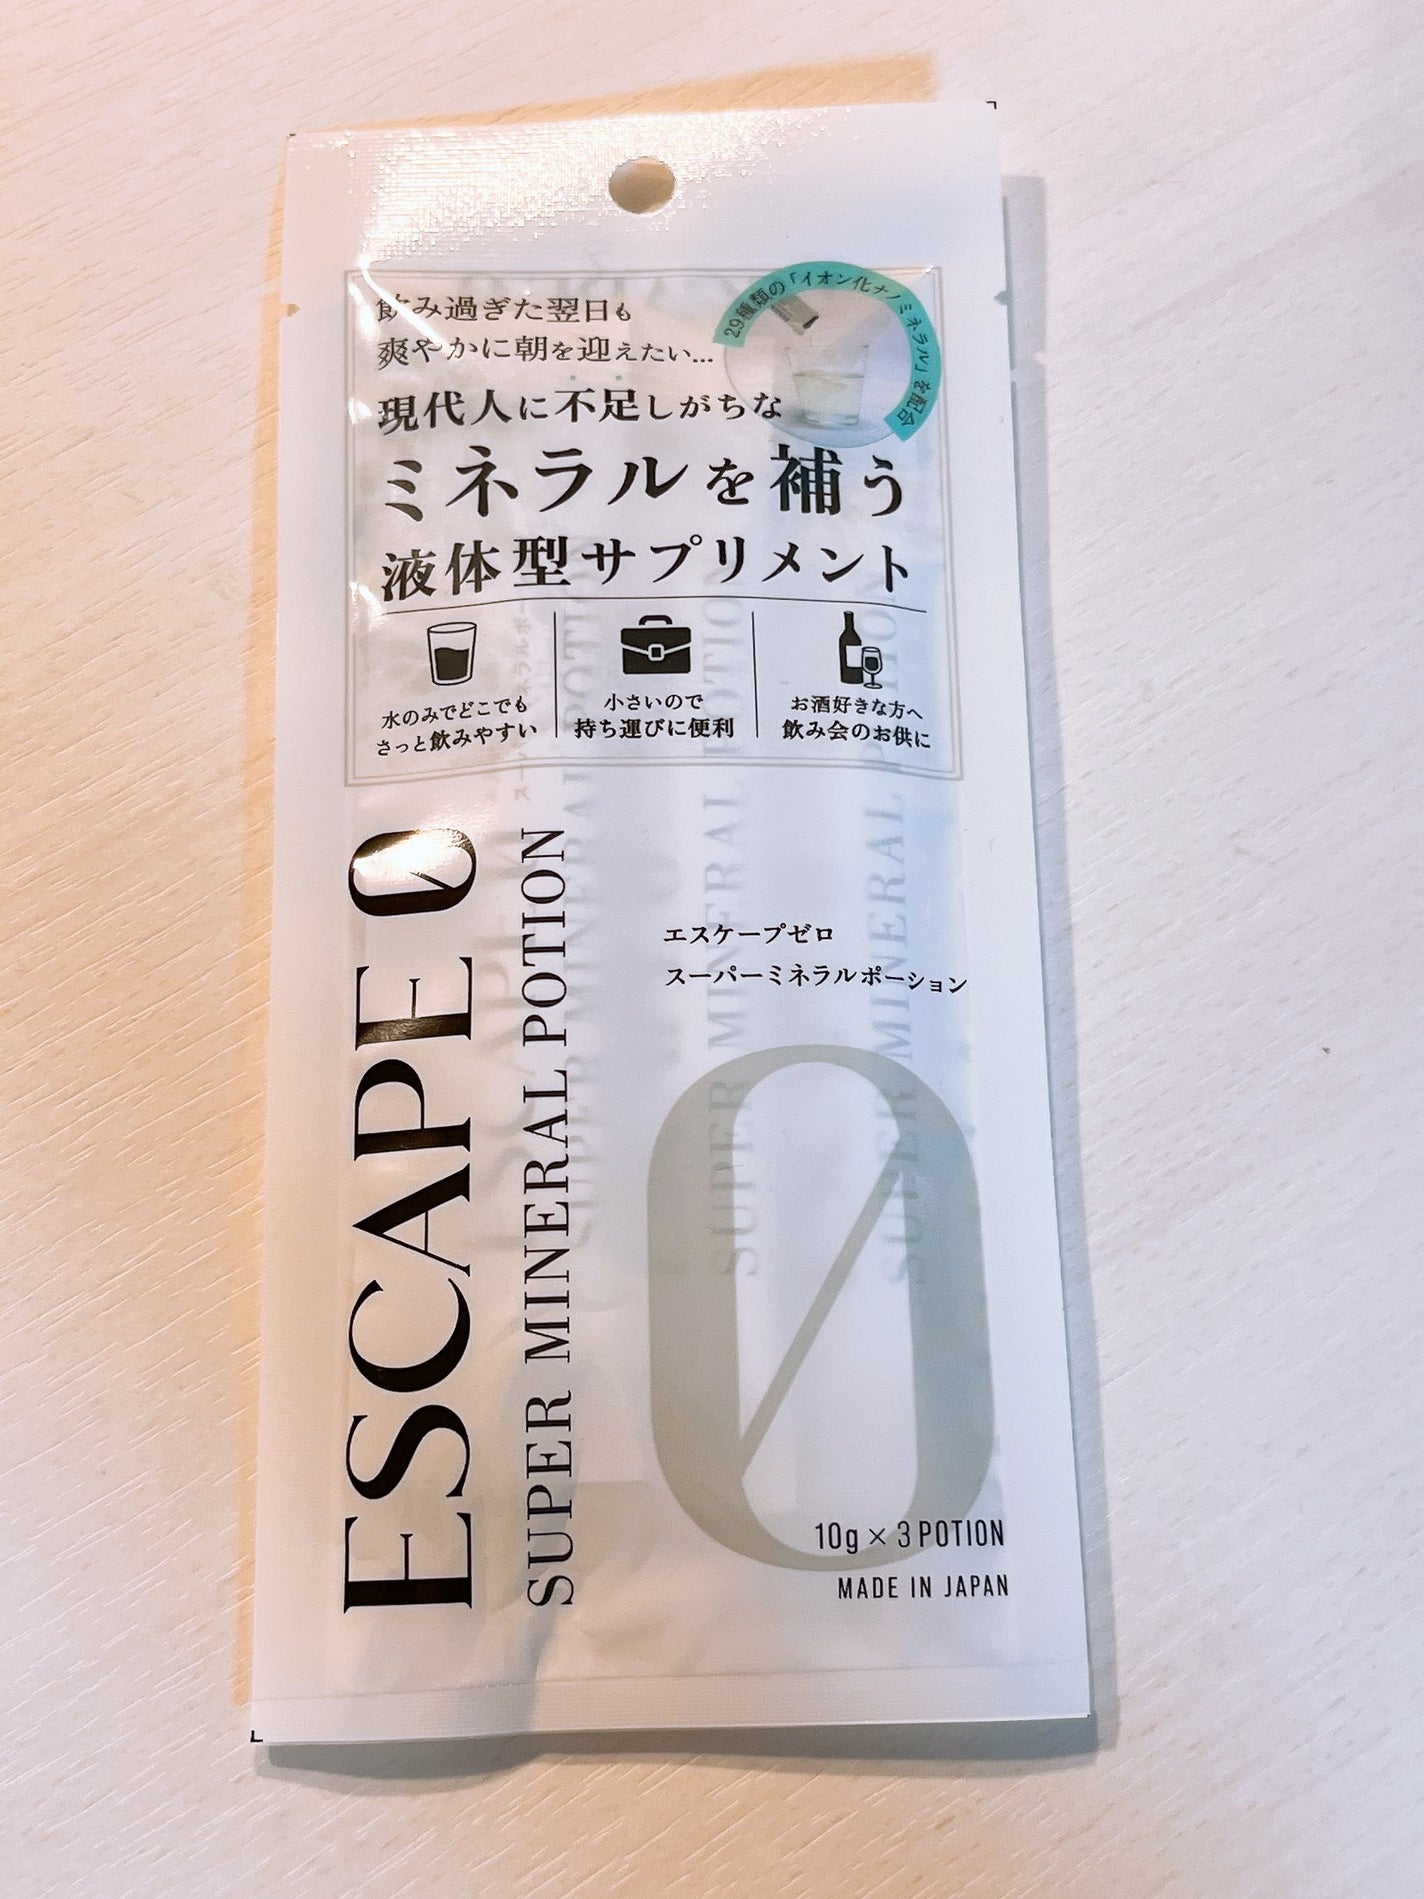 29種類の「イオン化ナノミネラル」を配合
飲み過ぎた翌日も
爽やかに朝を迎えたい…
現代人に不足しがちな
ミネラルを補う
液体型サプリメント
水のみでどこでも
さっと飲みやすい
小さいので
持ち運びに便利
お酒好きな方へ
飲み会のお供に
ESCAPE 0
SUPER MINERAL POTION
エスケープゼロ
スーパーミネラルポーション
0
10g × 3 POTION
MADE IN JAPAN
SUPER MINERAL POTION
SUPER MINERAL POTION